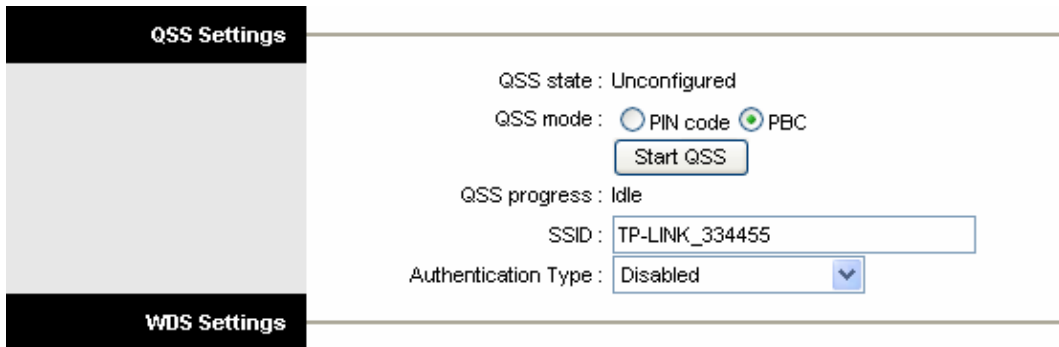 QSS Settings
QSS state : Unconfigured
QSS mode : PIN code PBC
Start QSS
QSS progress : Idle
SSID : TP-LINK_334455
Authentication Type : Disabled
WDS Settings